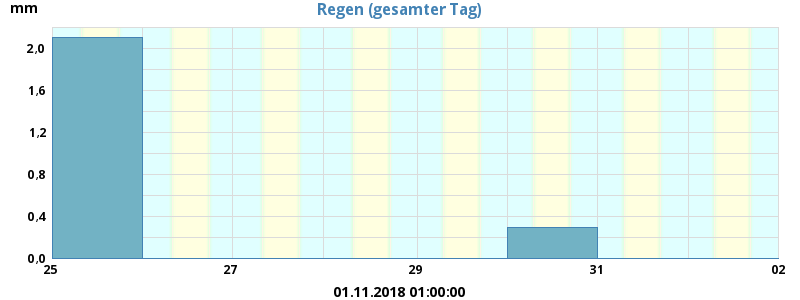 mm
Regen (gesamter Tag)
2,0
1,6
1,2
0,8
0,4
0,0
25 27 29 31 02
01.11.2018 01:00:00